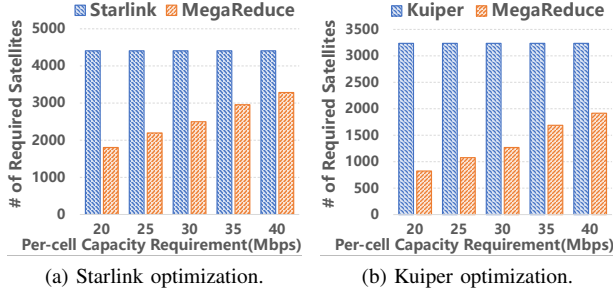 Starlink MegaReduce
# of Required Satellites
5000
4000
3000
2000
1000
0
20 25 30 35 40
Per-cell Capacity Requirement(Mbps)
(a) Starlink optimization.
Kuiper MegaReduce
# of Required Satellites
3500
3000
2500
2000
1500
1000
500
0
20 25 30 35 40
Per-cell Capacity Requirement(Mbps)
(b) Kuiper optimization.